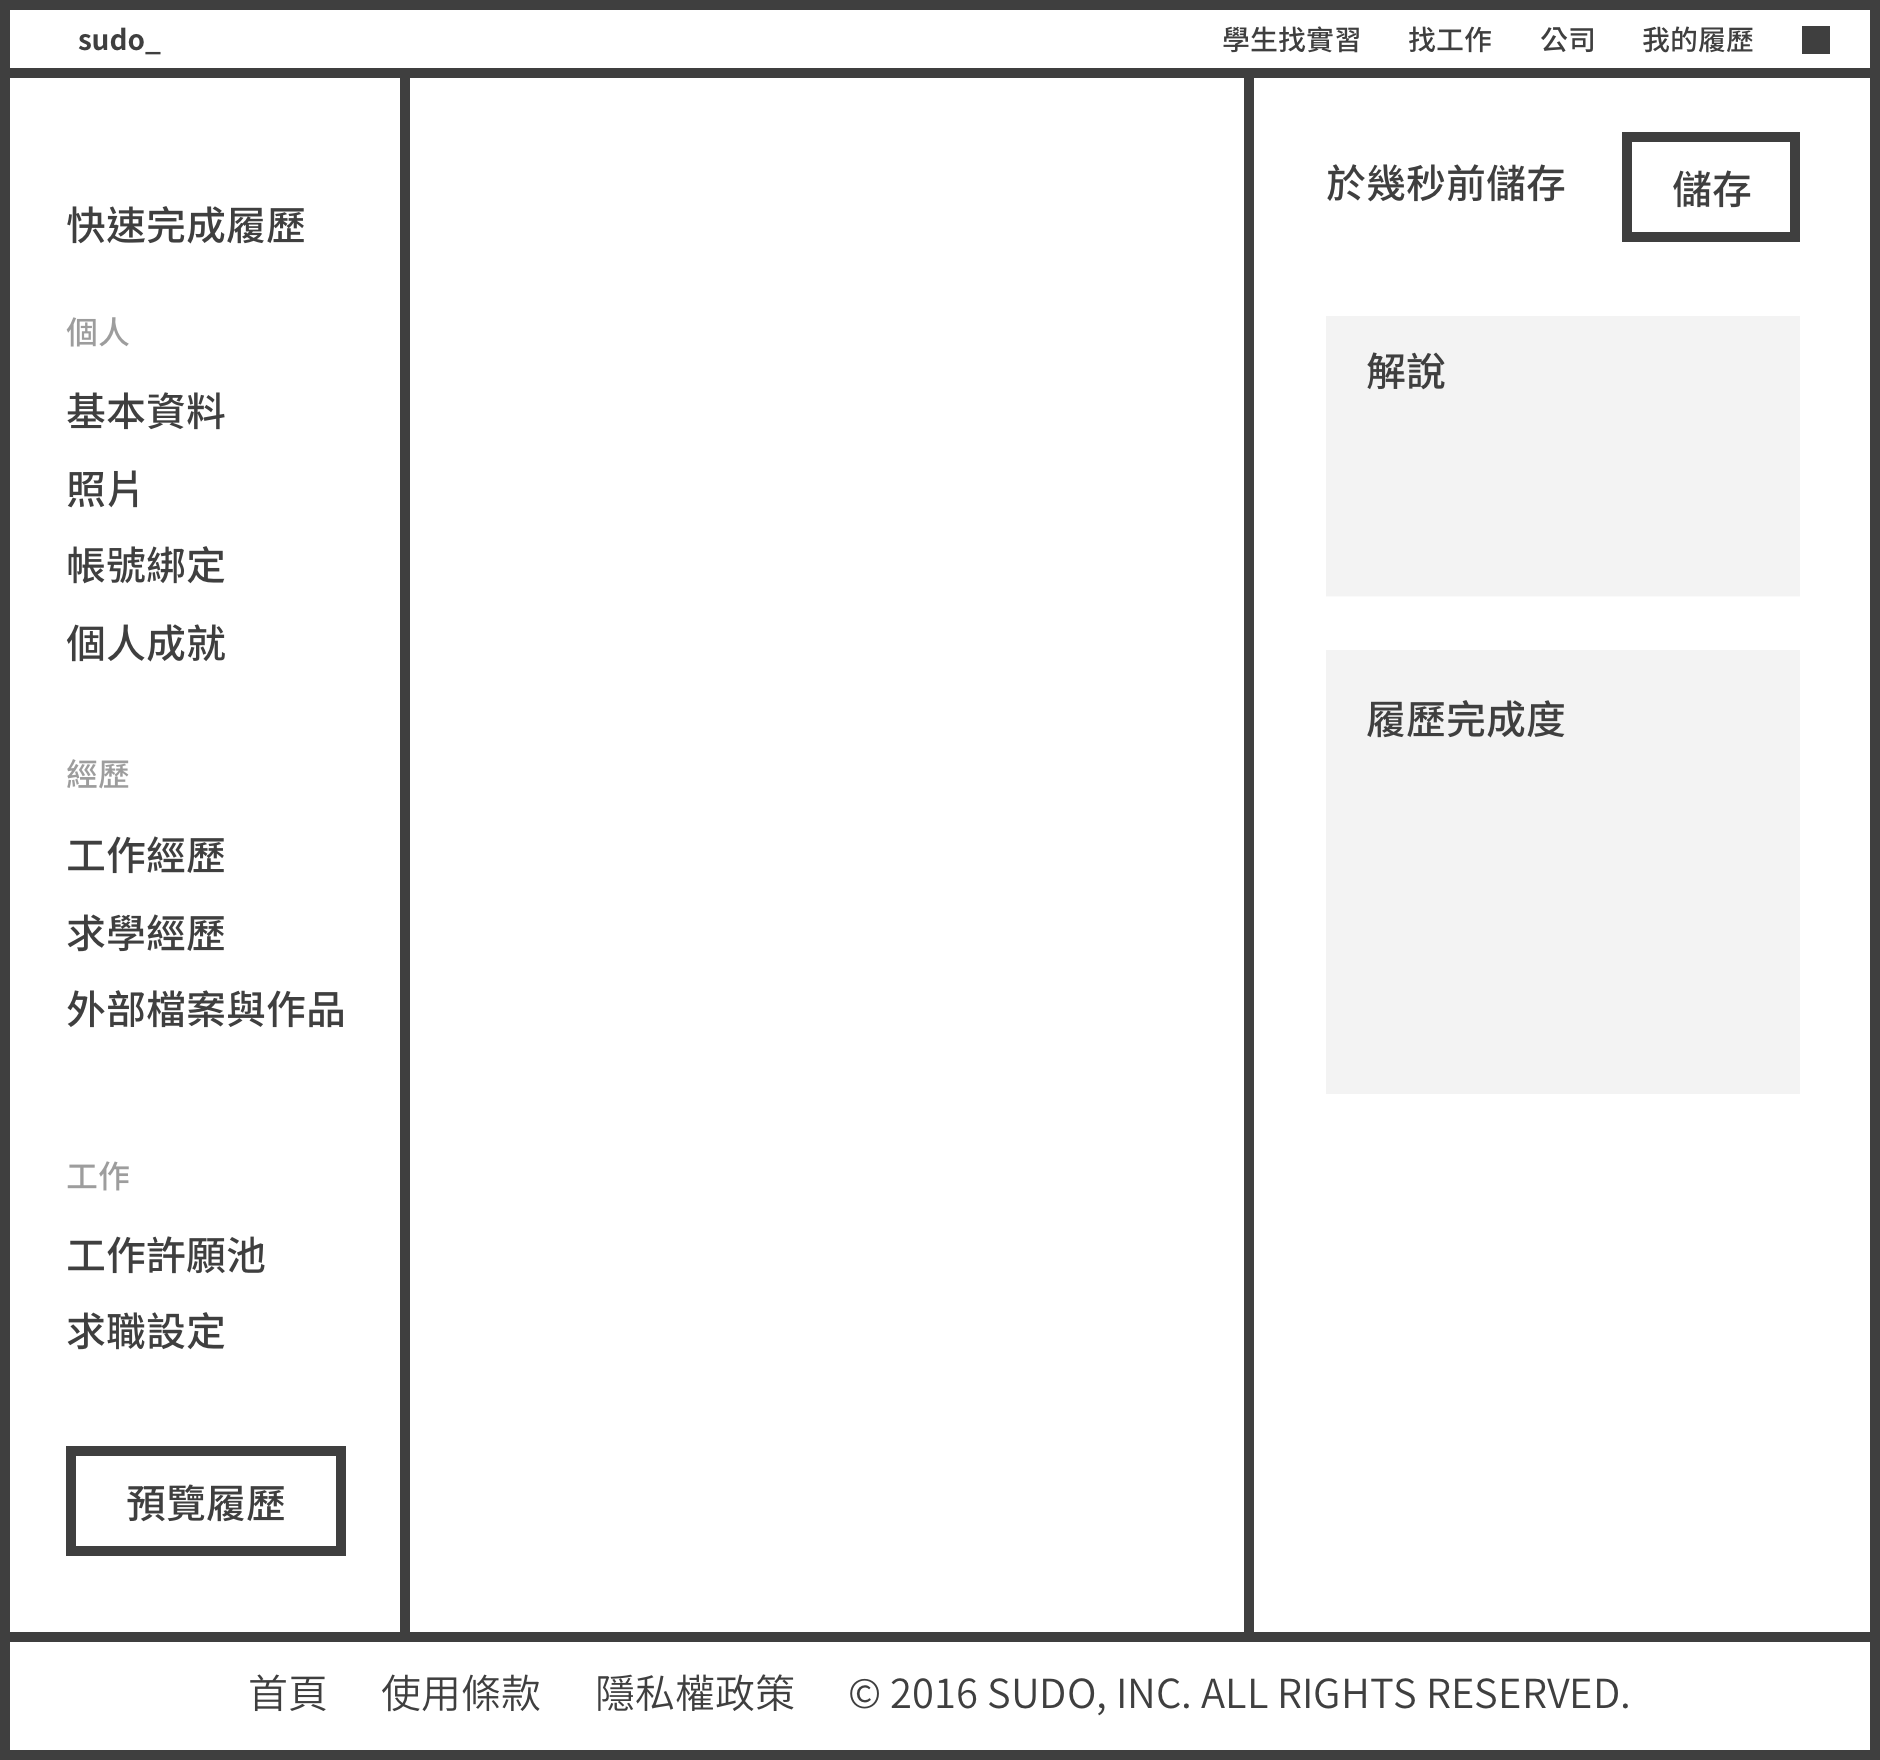 sudo_
學生找實習
找工作
公司
我的履歷
快速完成履歷
個人
基本資料
照片
帳號綁定
個人成就
經歷
工作經歷
求學經歷
外部檔案與作品
工作
工作許願池
求職設定
預覽履歷
於幾秒前儲存
儲存
解說
履歷完成度
首頁
使用條款
隱私權政策
© 2016 SUDO, INC. ALL RIGHTS RESERVED.